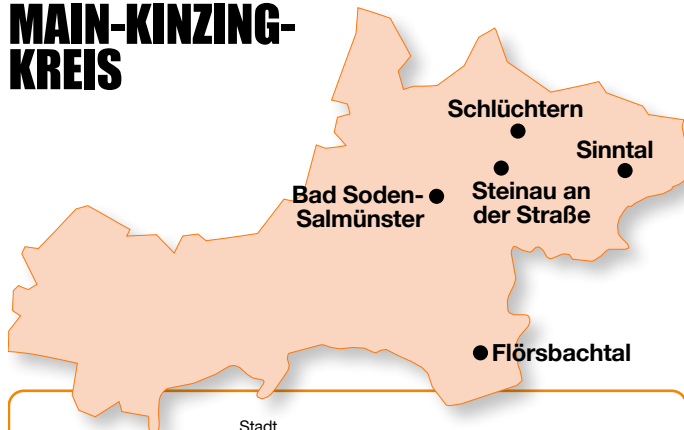 MAIN-KINZING-
KREIS
Schlüchtern
Sinntal
Bad Soden-
Salmünster
Steinau an
der Straße
Flörsbachtal
Stadt